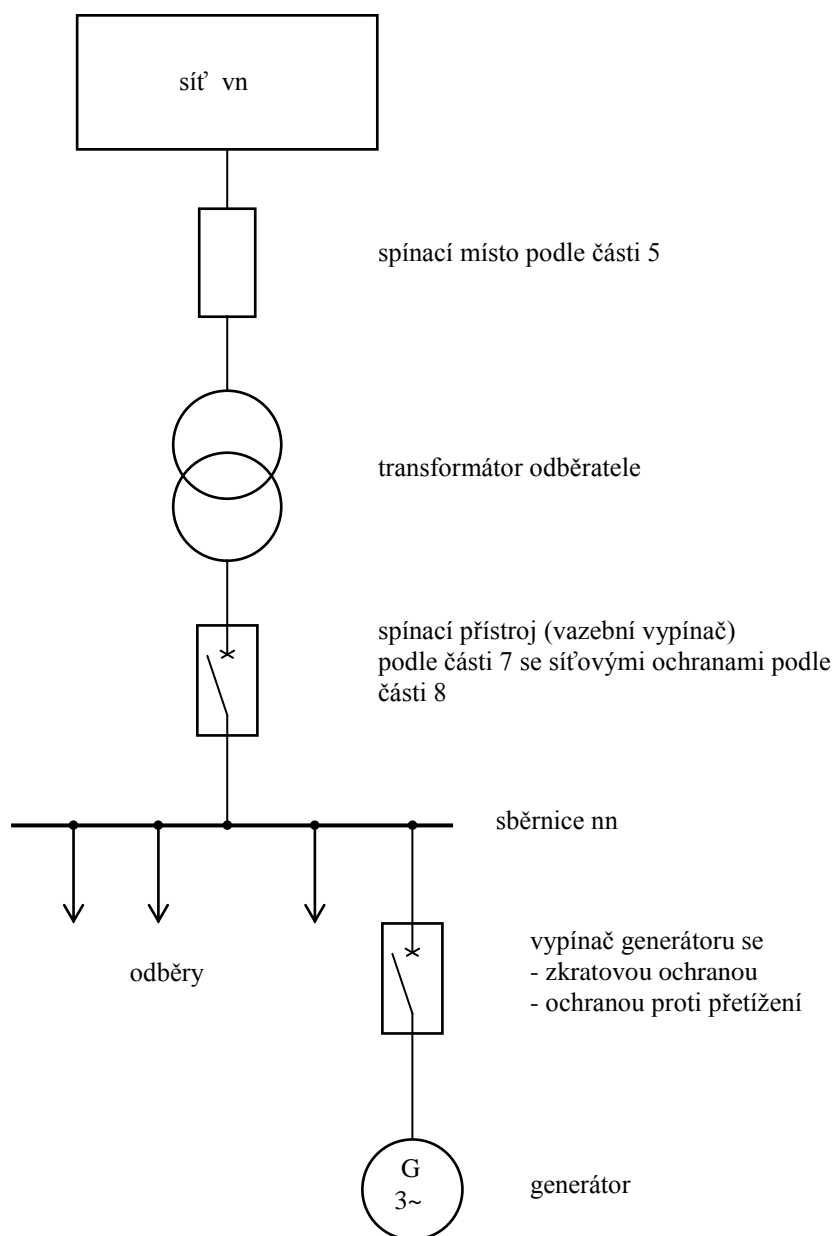 síť vn
spínací místo podle části 5
transformátor odběratele
spínací přístroj (vazební vypínač)
podle části 7 se síťovými ochranami podle
části 8
sběrnice nn
odběry
vypínač generátoru se
- zkratovou ochranou
- ochranou proti přetížení
G
3~
generátor